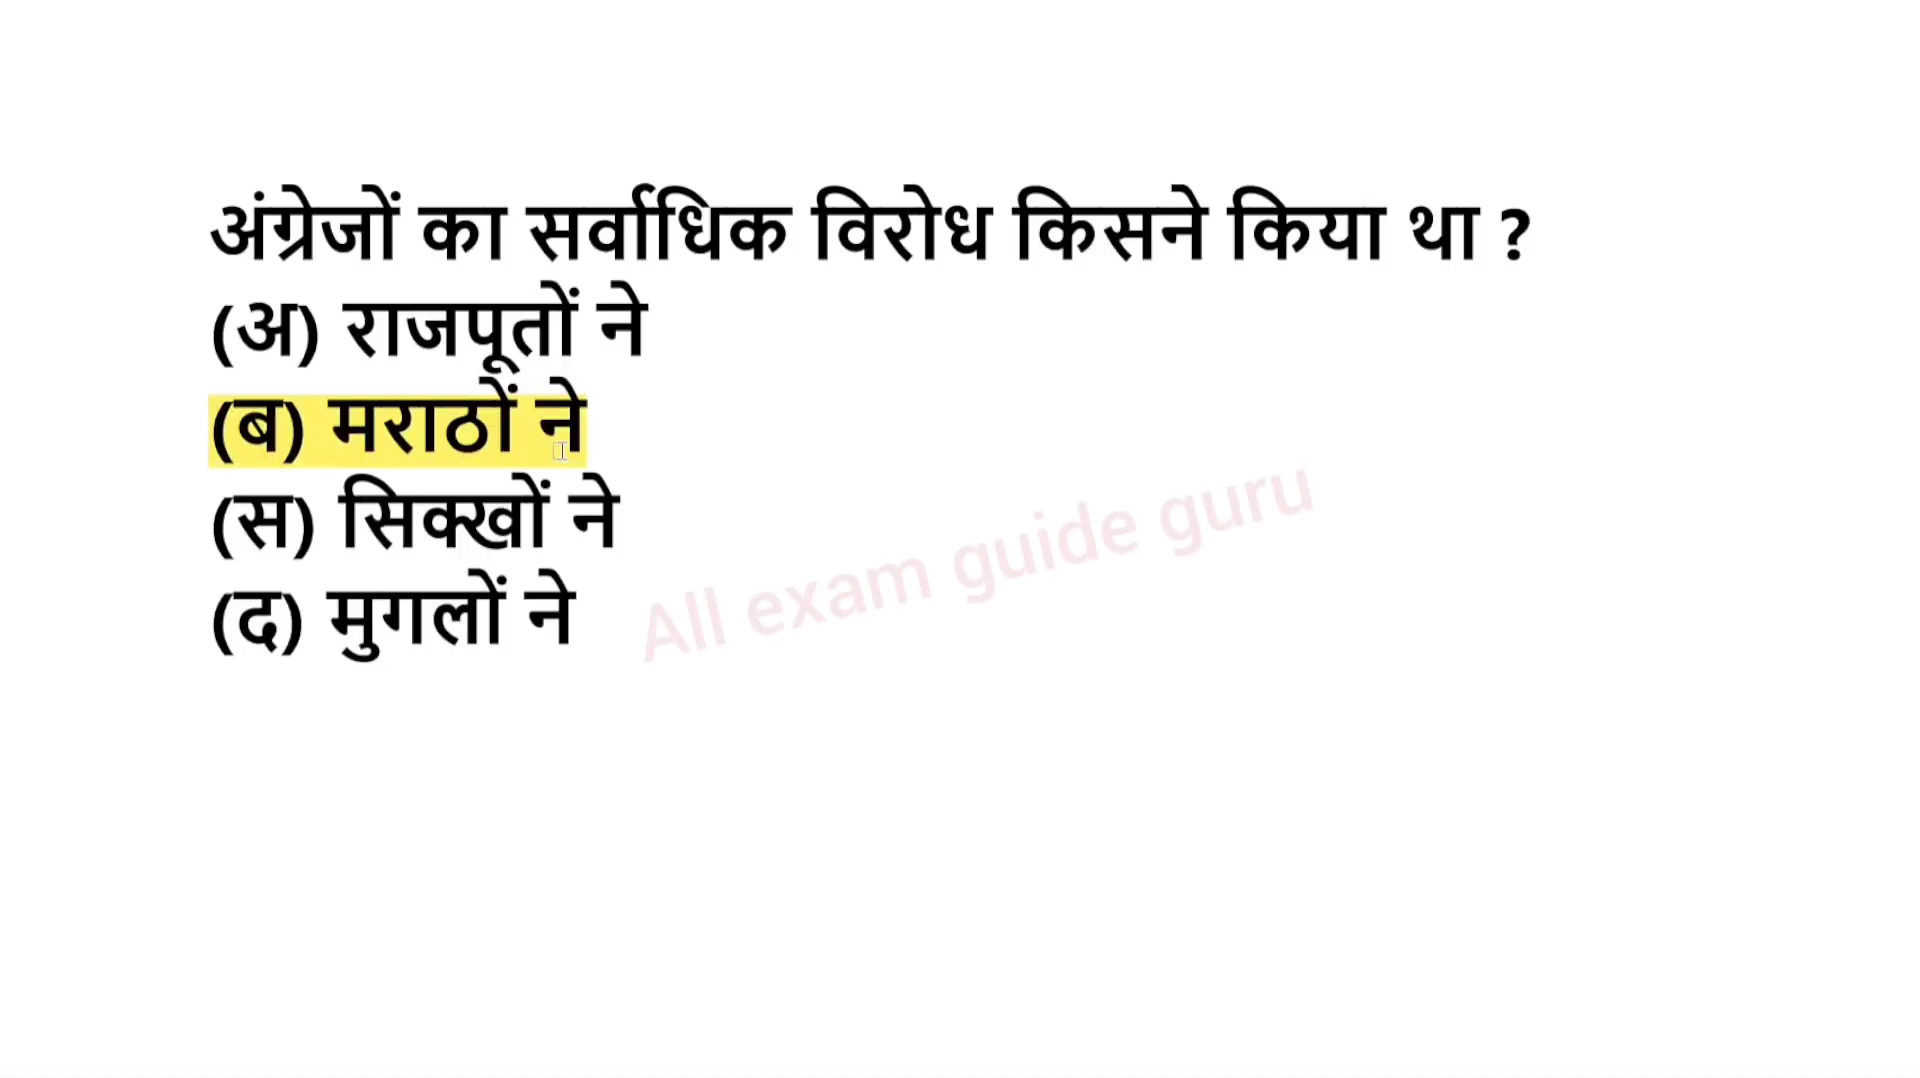 अंग्रेजों का सर्वाधिक विरोध किसने किया था ?
(अ) राजपूतों ने
(ब) मराठों ने
(स) सिक्खों ने
(द) मुगलों ने
All exam guide guru